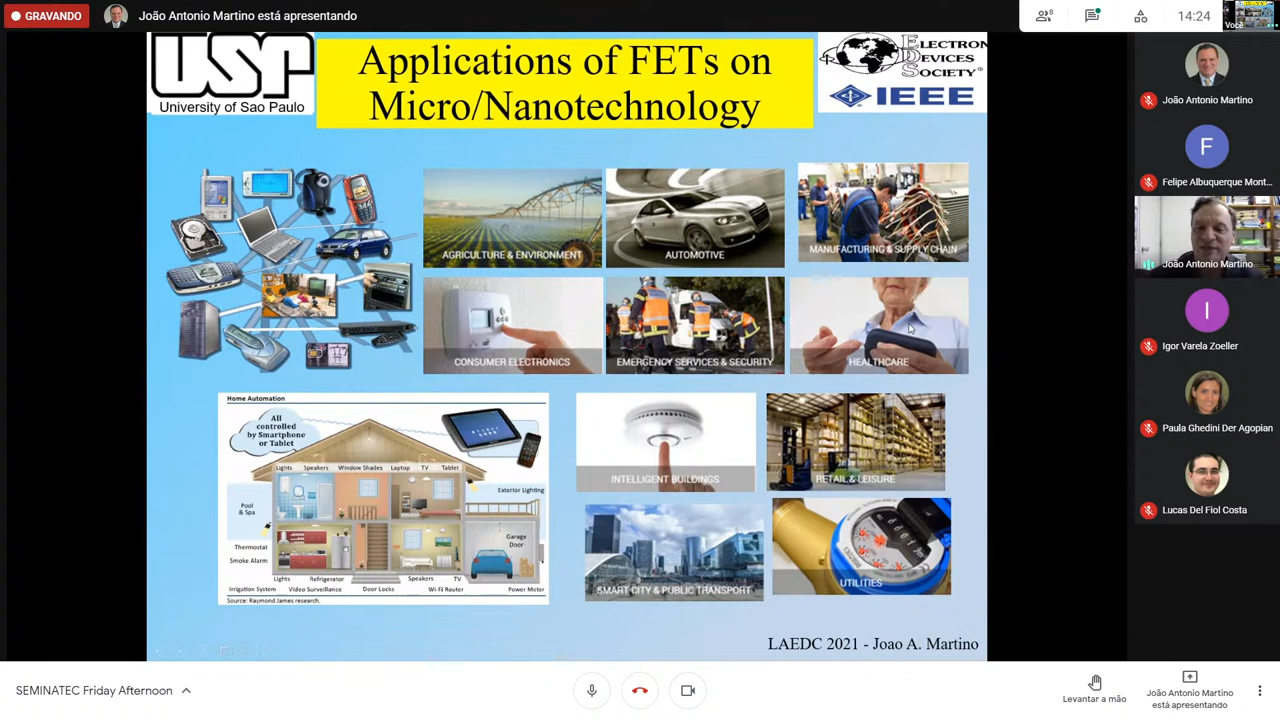 GRAVANDO
João Antonio Martino está apresentando
8
14:24
Você
USP
University of Sao Paulo
Applications of FETs on
Micro/Nanotechnology
ELECTRON
DEVICES
SOCIETY®
IEEE
AGRICULTURE & ENVIRONMENT
AUTOMOTIVE
MANUFACTURING & SUPPLY CHAIN
CONSUMER ELECTRONICS
EMERGENCY SERVICES & SECURITY
HEALTHCARE
Home Automation
All
controlled
by Smartphone
or Tablet
Lights Speakers Window Shades Laptop TV Tablet
Exterior Lighting
Pool
& Spa
Garage
Door
Thermostat
Smoke Alarm
Lights Refrigerator Speakers TV
Irrigation System Video Surveillance Door Locks Wi-Fi Router Power Meter
Source: Raymond James research.
INTELLIGENT BUILDINGS
RETAIL & LEISURE
SMART CITY & PUBLIC TRANSPORT
UTILITIES
LAEDC 2021 - Joao A. Martino
João Antonio Martino
F
Felipe Albuquerque Mont...
João Antonio Martino
I
Igor Varela Zoeller
Paula Ghedini Der Agopian
Lucas Del Fiol Costa
SEMINATEC Friday Afternoon
Levantar a mão
João Antonio Martino
está apresentando